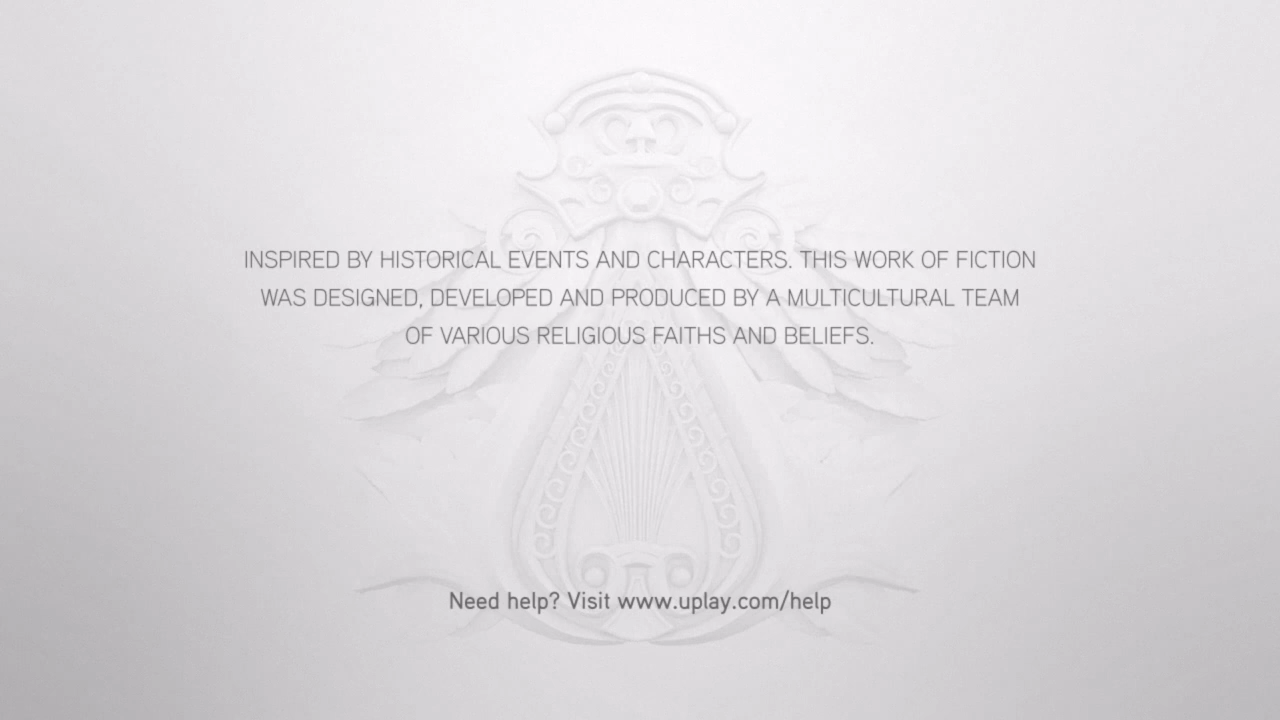 INSPIRED BY HISTORICAL EVENTS AND CHARACTERS. THIS WORK OF FICTION
WAS DESIGNED, DEVELOPED AND PRODUCED BY A MULTICULTURAL TEAM
OF VARIOUS RELIGIOUS FAITHS AND BELIEFS.
Need help? Visit www.uplay.com/help